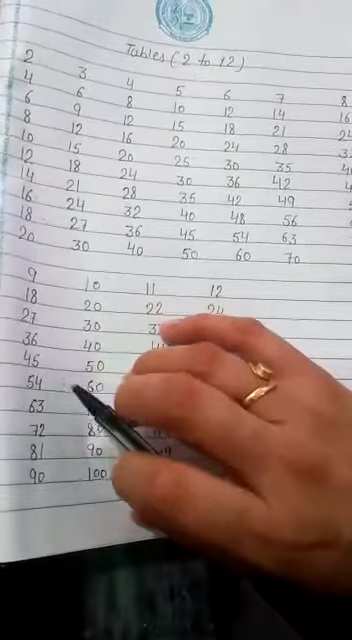 Tables (2 to 12)
2 3 4 5 6 7 8
4 6 8 10 12 14 16
6 9 12 15 18 21 24
8 12 16 20 24 28
10 15 20 25 30 35
12 18 24 30 36 42
14 21 28 35 42 49
16 24 32 40 48 56
18 27 36 45 54 63
20 30 40 50 60 70
9 10 11 12
18 20 22 24
27 30
36 40
45 50
54 60
63
72
81 90
90 100